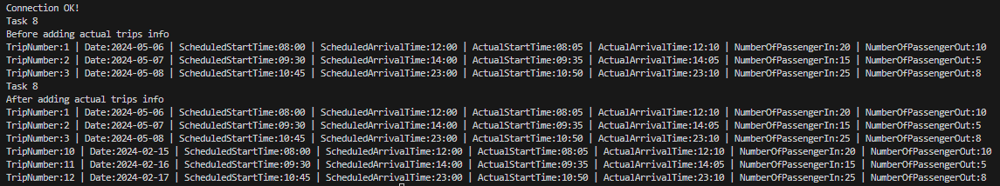 Connection OK!
Task 8
Before adding actual trips info
TripNumber:1 | Date:2024-05-06 | ScheduledStartTime:08:00 | ScheduledArrivalTime:12:00 | ActualStartTime:08:05 | ActualArrivalTime:12:10 | NumberOfPassengerIn:20 | NumberOfPassengerOut:10
TripNumber:2 | Date:2024-05-07 | ScheduledStartTime:09:30 | ScheduledArrivalTime:14:00 | ActualStartTime:09:35 | ActualArrivalTime:14:05 | NumberOfPassengerIn:15 | NumberOfPassengerOut:5
TripNumber:3 | Date:2024-05-08 | ScheduledStartTime:10:45 | ScheduledArrivalTime:23:00 | ActualStartTime:10:50 | ActualArrivalTime:23:10 | NumberOfPassengerIn:25 | NumberOfPassengerOut:8
Task 8
After adding actual trips info
TripNumber:1 | Date:2024-05-06 | ScheduledStartTime:08:00 | ScheduledArrivalTime:12:00 | ActualStartTime:08:05 | ActualArrivalTime:12:10 | NumberOfPassengerIn:20 | NumberOfPassengerOut:10
TripNumber:2 | Date:2024-05-07 | ScheduledStartTime:09:30 | ScheduledArrivalTime:14:00 | ActualStartTime:09:35 | ActualArrivalTime:14:05 | NumberOfPassengerIn:15 | NumberOfPassengerOut:5
TripNumber:3 | Date:2024-05-08 | ScheduledStartTime:10:45 | ScheduledArrivalTime:23:00 | ActualStartTime:10:50 | ActualArrivalTime:23:10 | NumberOfPassengerIn:25 | NumberOfPassengerOut:8
TripNumber:10 | Date:2024-02-15 | ScheduledStartTime:08:00 | ScheduledArrivalTime:12:00 | ActualStartTime:08:05 | ActualArrivalTime:12:10 | NumberOfPassengerIn:20 | NumberOfPassengerOut:10
TripNumber:11 | Date:2024-02-16 | ScheduledStartTime:09:30 | ScheduledArrivalTime:14:00 | ActualStartTime:09:35 | ActualArrivalTime:14:05 | NumberOfPassengerIn:15 | NumberOfPassengerOut:5
TripNumber:12 | Date:2024-02-17 | ScheduledStartTime:10:45 | ScheduledArrivalTime:23:00 | ActualStartTime:10:50 | ActualArrivalTime:23:10 | NumberOfPassengerIn:25 | NumberOfPassengerOut:8